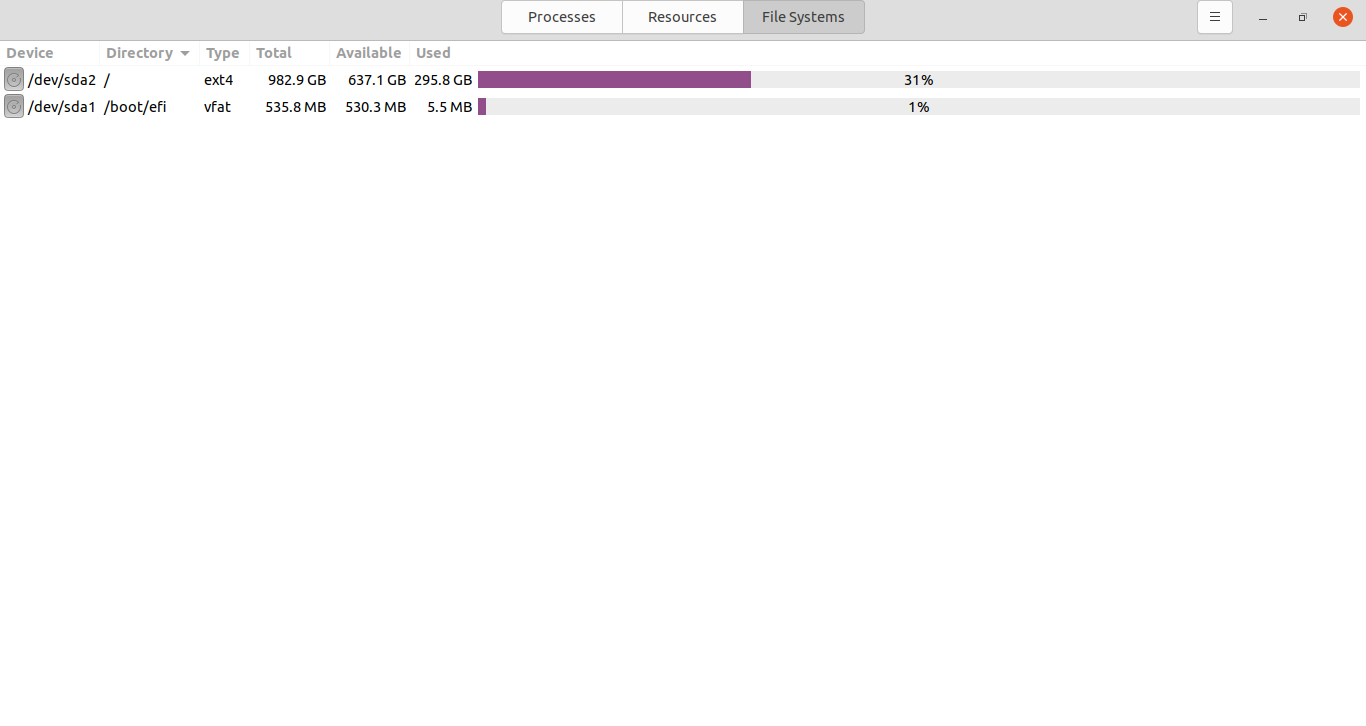 Processes Resources File Systems
Device Directory Type Total Available Used
/dev/sda2 / ext4 982.9 GB 637.1 GB 295.8 GB 31%
/dev/sda1 /boot/efi vfat 535.8 MB 530.3 MB 5.5 MB 1%